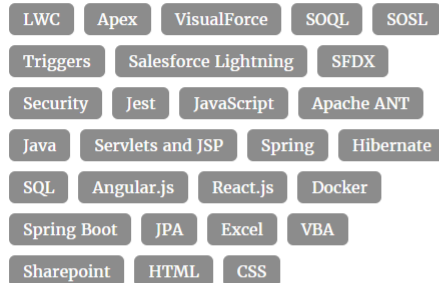 LWC Apex VisualForce SOQL SOSL
Triggers Salesforce Lightning SFDX
Security Jest JavaScript Apache ANT
Java Servlets and JSP Spring Hibernate
SQL Angular.js React.js Docker
Spring Boot JPA Excel VBA
Sharepoint HTML CSS